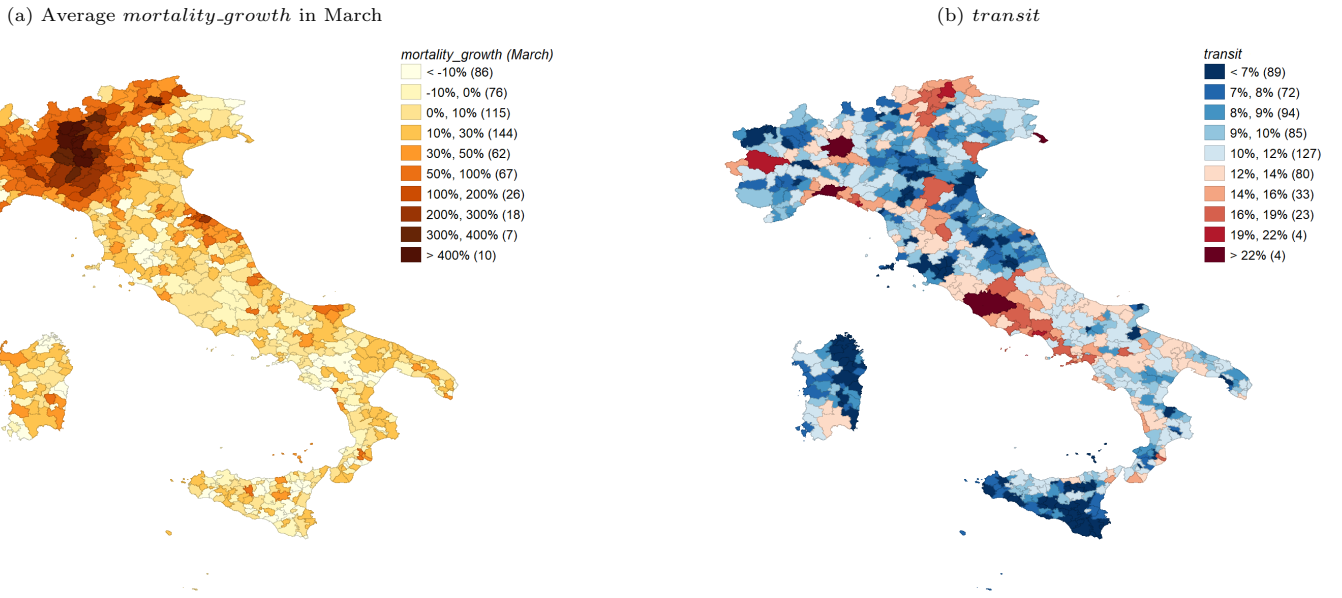 (a) Average mortality_growth in March
mortality_growth (March)
< -10% (86)
-10%, 0% (76)
0%, 10% (115)
10%, 30% (144)
30%, 50% (62)
50%, 100% (67)
100%, 200% (26)
200%, 300% (18)
300%, 400% (7)
> 400% (10)
(b) transit
transit
< 7% (89)
7%, 8% (72)
8%, 9% (94)
9%, 10% (85)
10%, 12% (127)
12%, 14% (80)
14%, 16% (33)
16%, 19% (23)
19%, 22% (4)
> 22% (4)